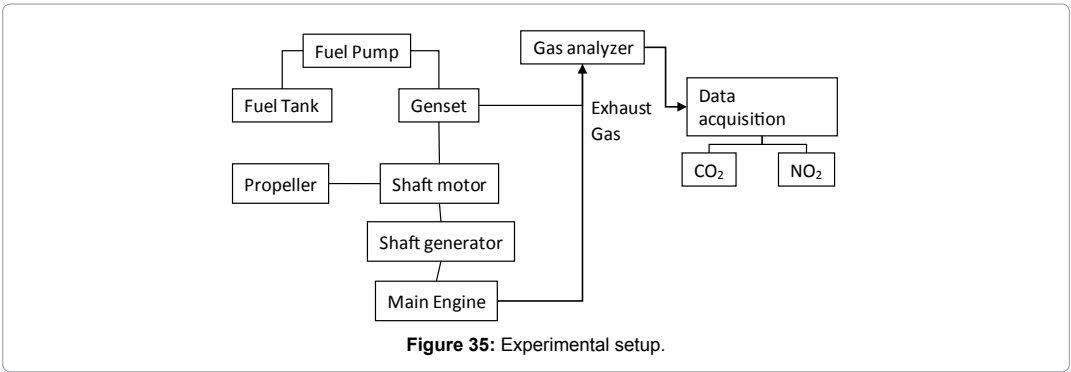 Fuel Pump
Gas analyzer
Fuel Tank
Genset
Exhaust
Gas
Data
acquisition
CO₂
NO₂
Propeller
Shaft motor
Shaft generator
Main Engine
Figure 35: Experimental setup.